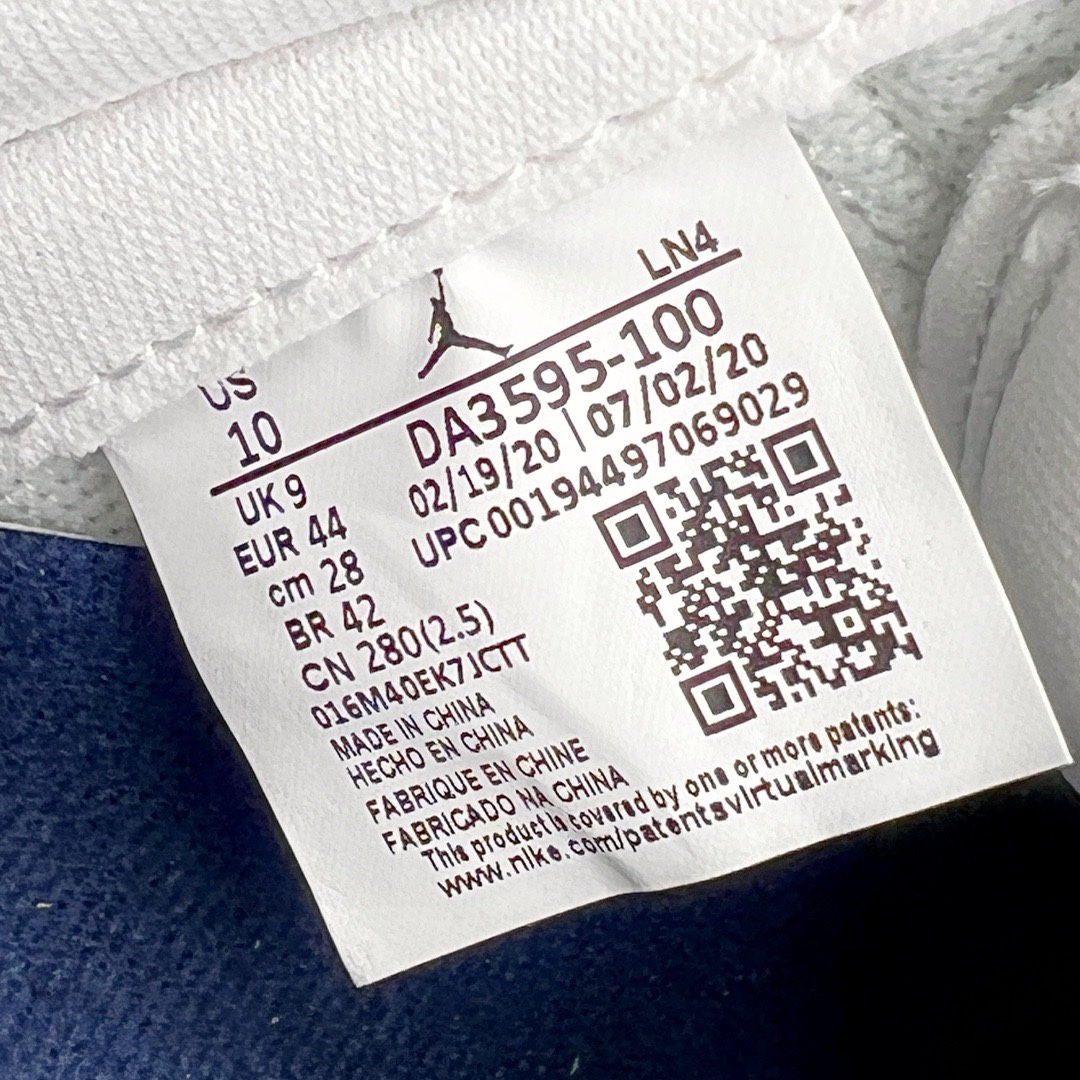 LN4
US
10
DA3595-100
02/19/20 | 07/02/20
UPC00194497069029
UK 9
EUR 44
cm 28
BR 42
CN 280(2.5)
016M40EK7JCTT
MADE IN CHINA
HECHO EN CHINA
FABRIQUE EN CHINE
FABRICADO NA CHINA
This product is covered by one or more patents:
www.nike.com/patentsvirtualmarking